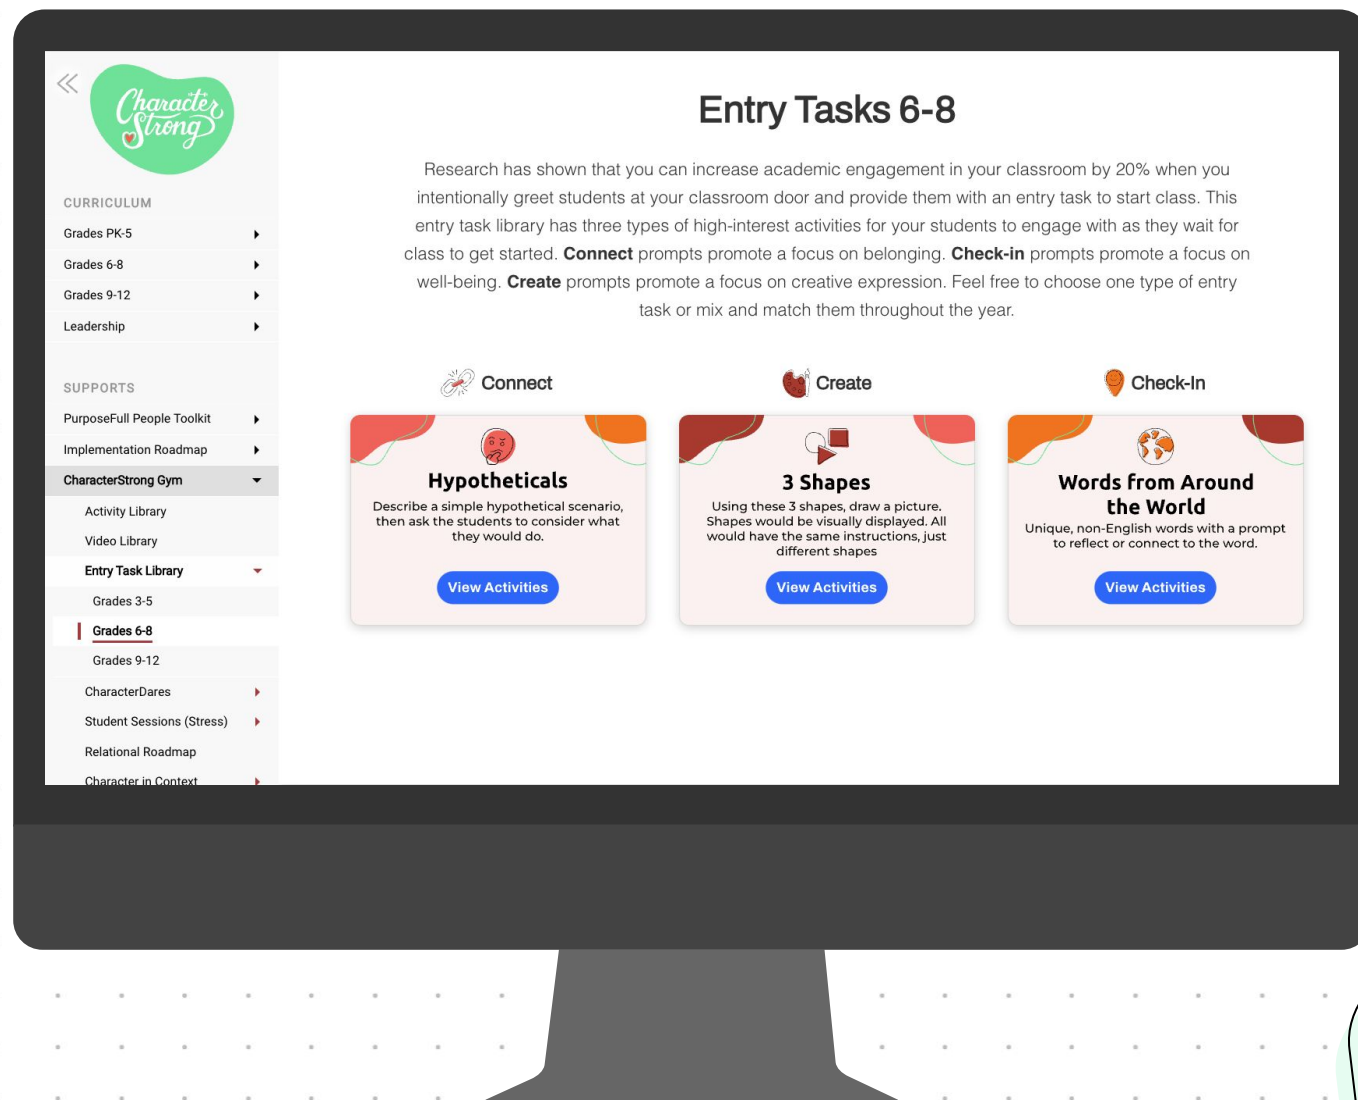 Character
Strong
CURRICULUM
Grades PK-5
Grades 6-8
Grades 9-12
Leadership
SUPPORTS
PurposeFull People Toolkit
Implementation Roadmap
CharacterStrong Gym
Activity Library
Video Library
Entry Task Library
Grades 3-5
Grades 6-8
Grades 9-12
CharacterDares
Student Sessions (Stress)
Relational Roadmap
Character in Context
Entry Tasks 6-8
Research has shown that you can increase academic engagement in your classroom by 20% when you
intentionally greet students at your classroom door and provide them with an entry task to start class. This
entry task library has three types of high-interest activities for your students to engage with as they wait for
class to get started. Connect prompts promote a focus on belonging. Check-in prompts promote a focus on
well-being. Create prompts promote a focus on creative expression. Feel free to choose one type of entry
task or mix and match them throughout the year.
Connect
Hypotheticals
Describe a simple hypothetical scenario,
then ask the students to consider what
they would do.
View Activities
Create
3 Shapes
Using these 3 shapes, draw a picture.
Shapes would be visually displayed. All
would have the same instructions, just
different shapes
View Activities
Check-In
Words from Around
the World
Unique, non-English words with a prompt
to reflect or connect to the word.
View Activities